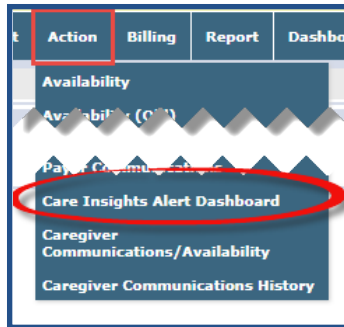 t Action Billing Report Dashbo
Availability
Care Insights Alert Dashboard
Caregiver
Communications/Availability
Caregiver Communications History